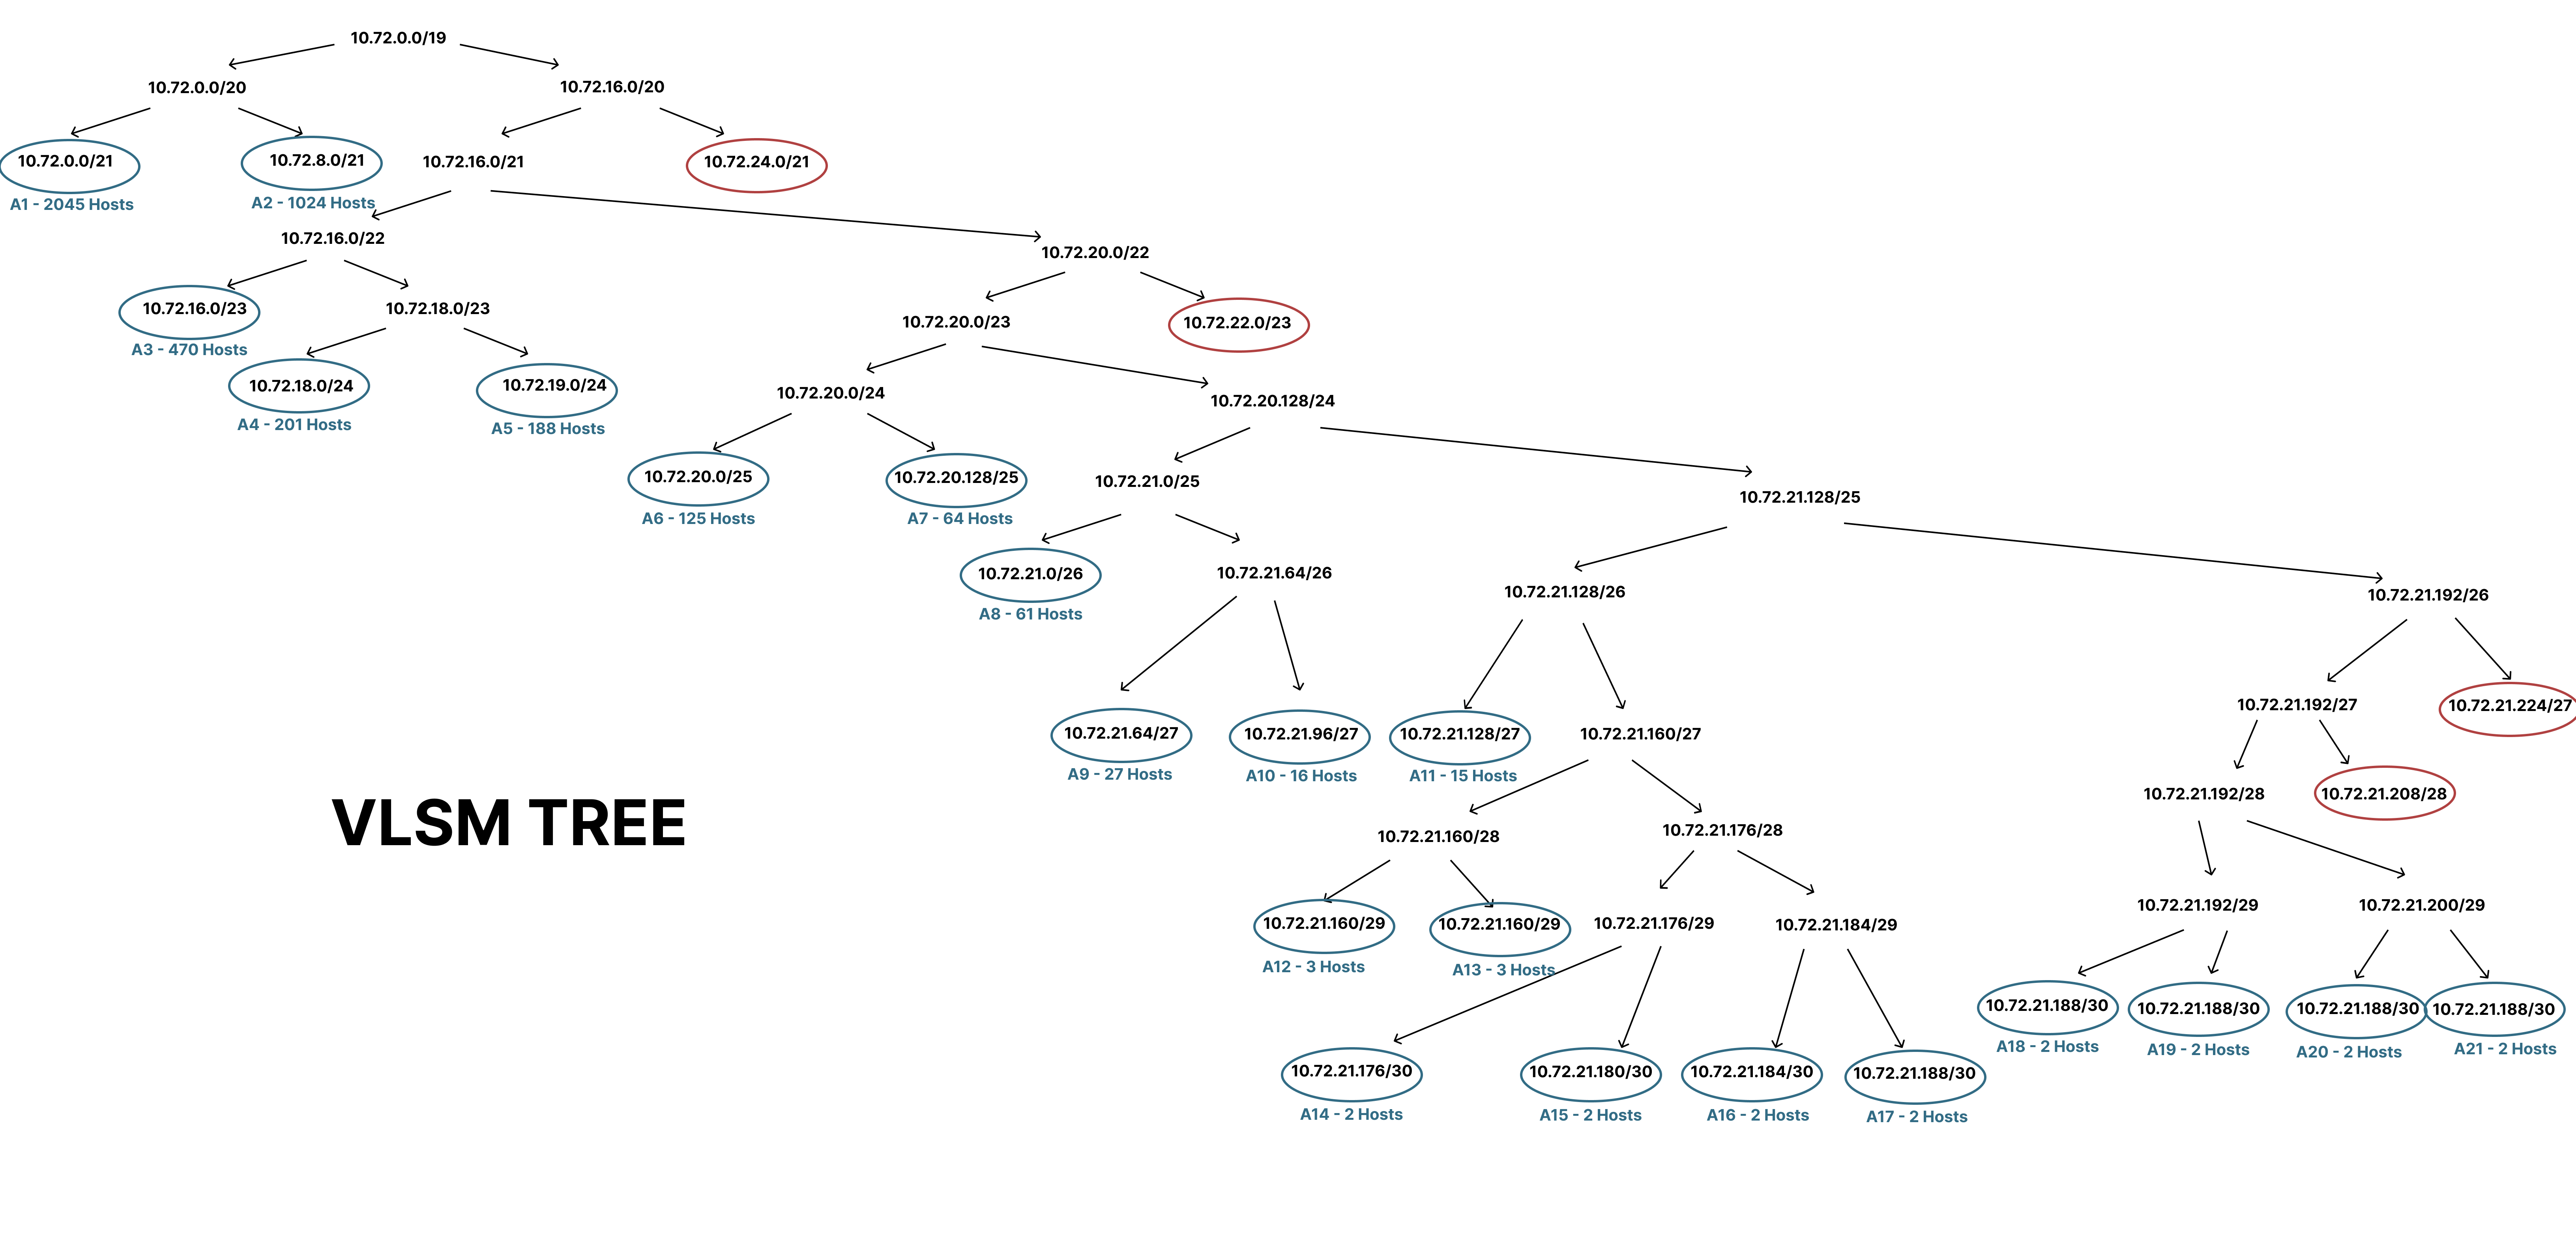 10.72.0.0/19
10.72.0.0/20
10.72.16.0/20
10.72.0.0/21
10.72.8.0/21
10.72.16.0/21
10.72.24.0/21
A1 - 2045 Hosts
A2 - 1024 Hosts
10.72.16.0/22
10.72.20.0/22
10.72.16.0/23
10.72.18.0/23
10.72.20.0/23
10.72.22.0/23
A3 - 470 Hosts
10.72.18.0/24
10.72.19.0/24
10.72.20.0/24
10.72.20.128/24
A4 - 201 Hosts
A5 - 188 Hosts
10.72.20.0/25
10.72.20.128/25
10.72.21.0/25
10.72.21.128/25
A6 - 125 Hosts
A7 - 64 Hosts
10.72.21.0/26
10.72.21.64/26
10.72.21.128/26
10.72.21.192/26
A8 - 61 Hosts
10.72.21.64/27
10.72.21.96/27
10.72.21.128/27
10.72.21.160/27
10.72.21.192/27
10.72.21.224/27
A9 - 27 Hosts
A10 - 16 Hosts
A11 - 15 Hosts
VLSM TREE
10.72.21.160/28
10.72.21.176/28
10.72.21.192/28
10.72.21.208/28
10.72.21.160/29
10.72.21.160/29
10.72.21.176/29
10.72.21.184/29
10.72.21.192/29
10.72.21.200/29
A12 - 3 Hosts
A13 - 3 Hosts
10.72.21.188/30
10.72.21.188/30
10.72.21.188/30
10.72.21.188/30
A18 - 2 Hosts
A19 - 2 Hosts
A20 - 2 Hosts
A21 - 2 Hosts
10.72.21.176/30
10.72.21.180/30
10.72.21.184/30
10.72.21.188/30
A14 - 2 Hosts
A15 - 2 Hosts
A16 - 2 Hosts
A17 - 2 Hosts